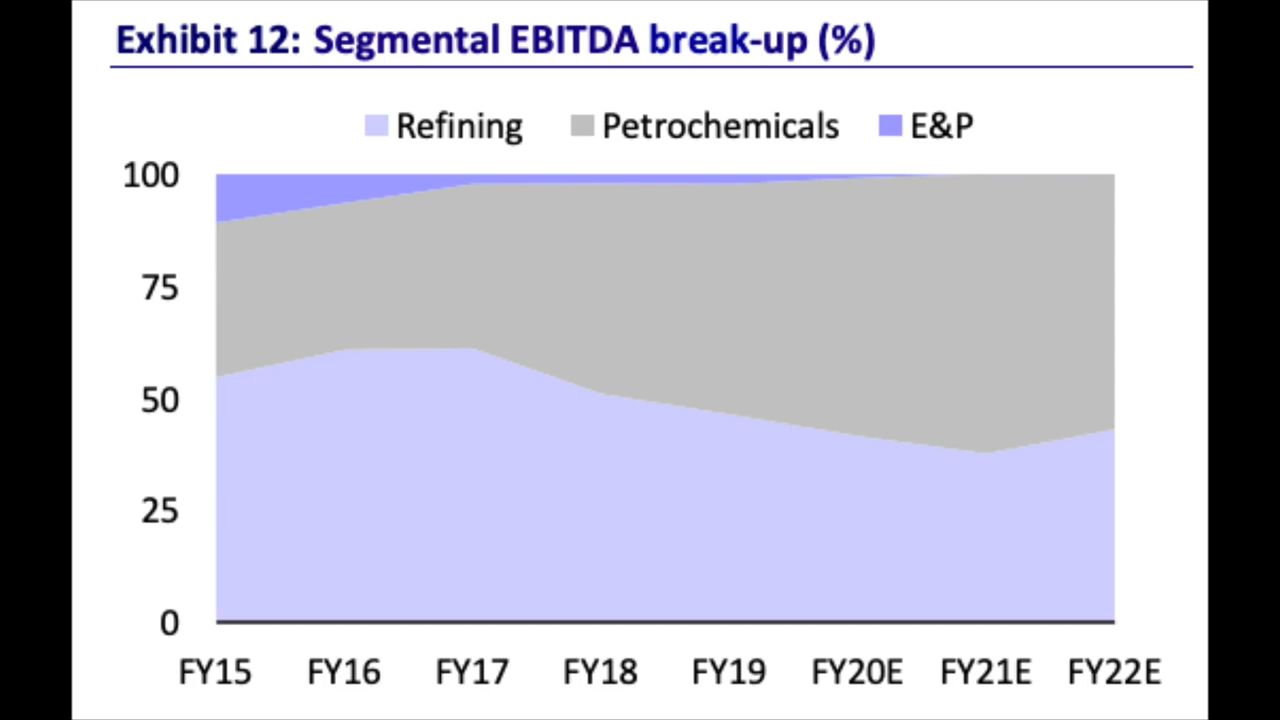 Exhibit 12: Segmental EBITDA break-up (%)
Refining Petrochemicals E&P
100
75
50
25
0
FY15 FY16 FY17 FY18 FY19 FY20E FY21E FY22E